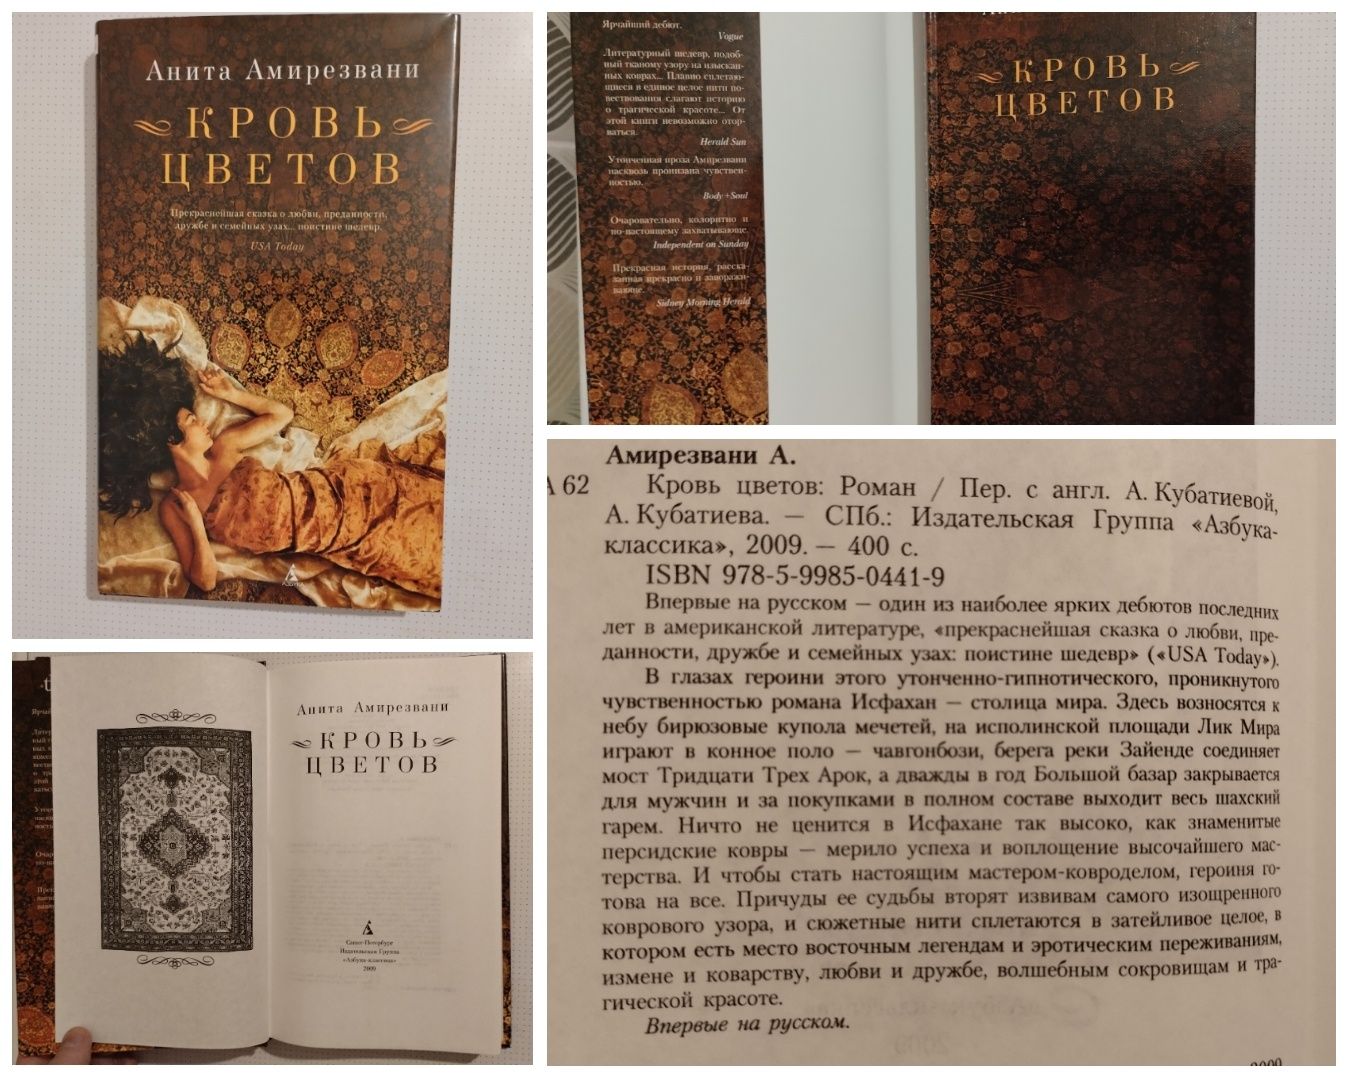 Анита Амирезвани
КРОВЬ
ЦВЕТОВ
Прекраснейшая сказка о любви, преданности,
дружбе и семейных узах... поистине шедевр.
USA Today
АЗБУКА
Ярчайший дебют.
Vogue
Литературный шедевр, подоб-
ный тканому узору на изыскан-
ных коврах... Плавно сплетаю-
щиеся в единое целое нити по-
вествования слагают историю
о трагической красоте... От
этой книги невозможно отор-
ваться.
Herald Sun
Утонченная проза Амирезвани
насквозь пронизана чувствен-
ностью.
Body+Soul
Очаровательно, колоритно и
по-настоящему захватывающе.
Independent on Sunday
Прекрасная история, расска-
занная прекрасно и заворажи-
вающе.
Sidney Morning Herald
КРОВЬ
ЦВЕТОВ
Амирезвани А.
А 62 Кровь цветов: Роман / Пер. с англ. А. Кубатиевой,
А. Кубатиева. — СПб.: Издательская Группа «Азбука-
классика», 2009. — 400 с.
ISBN 978-5-9985-0441-9
Впервые на русском — один из наиболее ярких дебютов последних
лет в американской литературе, «прекраснейшая сказка о любви, пре-
данности, дружбе и семейных узах: поистине шедевр» («USA Today»).
В глазах героини этого утонченно-гипнотического, проникнутого
чувственностью романа Исфахан — столица мира. Здесь возносятся к
небу бирюзовые купола мечетей, на исполинской площади Лик Мира
играют в конное поло — чавгонбози, берега реки Зайенде соединяет
мост Тридцати Трех Арок, а дважды в год Большой базар закрывается
для мужчин и за покупками в полном составе выходит весь шахский
гарем. Ничто не ценится в Исфахане так высоко, как знаменитые
персидские ковры — мерило успеха и воплощение высочайшего мас-
терства. И чтобы стать настоящим мастером-ковроделом, героиня го-
това на все. Причуды ее судьбы вторят извивам самого изощренного
коврового узора, и сюжетные нити сплетаются в затейливое целое, в
котором есть место восточным легендам и эротическим переживаниям,
измене и коварству, любви и дружбе, волшебным сокровищам и тра-
гической красоте.
Впервые на русском.
Анита Амирезвани
КРОВЬ
ЦВЕТОВ
Санкт-Петербург
Издательская Группа
«Азбука-классика»
2009